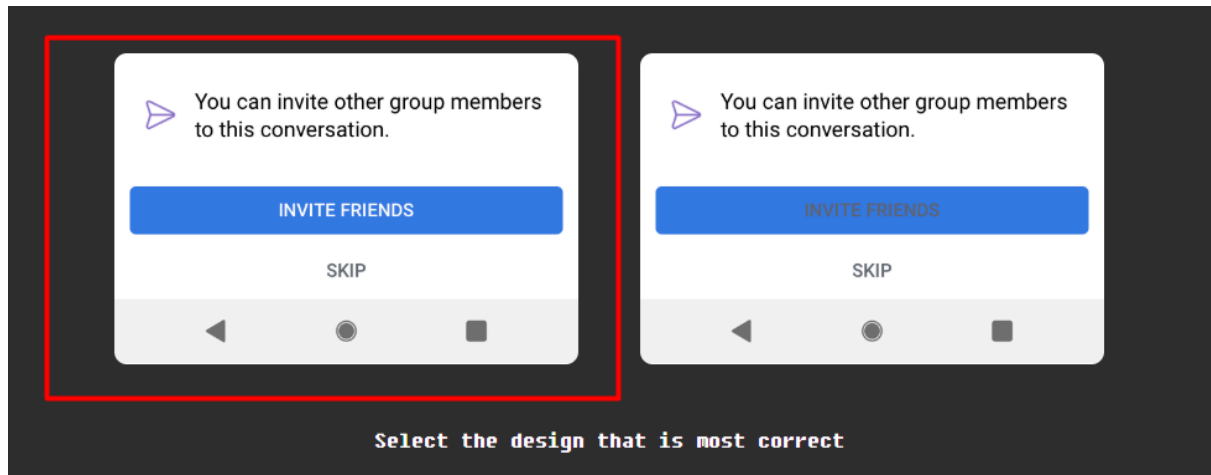 You can invite other group members
to this conversation.
INVITE FRIENDS
SKIP
You can invite other group members
to this conversation.
INVITE FRIENDS
SKIP
Select the design that is most correct